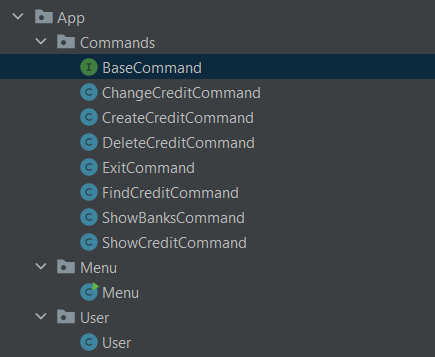 App
Commands
I BaseCommand
C ChangeCreditCommand
C CreateCreditCommand
C DeleteCreditCommand
C ExitCommand
C FindCreditCommand
C ShowBanksCommand
C ShowCreditCommand
Menu
C Menu
User
C User